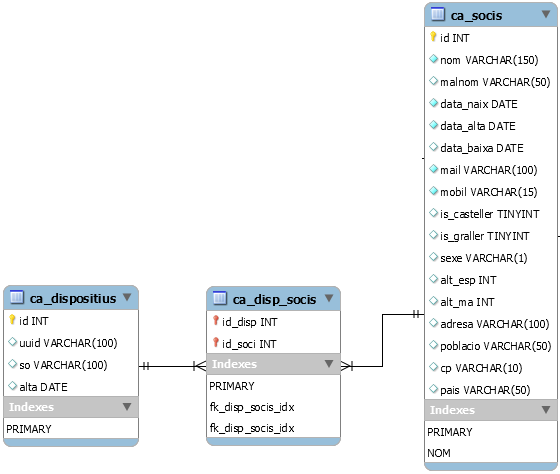 ca_socis
id INT
nom VARCHAR(150)
malnom VARCHAR(50)
data_naix DATE
data_alta DATE
data_baixa DATE
mail VARCHAR(100)
mobil VARCHAR(15)
is_casteller TINYINT
is_graller TINYINT
sexe VARCHAR(1)
alt_esp INT
alt_ma INT
adresa VARCHAR(100)
poblacio VARCHAR(50)
cp VARCHAR(10)
pais VARCHAR(50)
Indexes
PRIMARY
NOM
ca_dispositius
id INT
uuid VARCHAR(100)
so VARCHAR(100)
alta DATE
Indexes
PRIMARY
ca_disp_socis
id_disp INT
id_soci INT
Indexes
PRIMARY
fk_disp_socis_idx
fk_disp_socis_idx